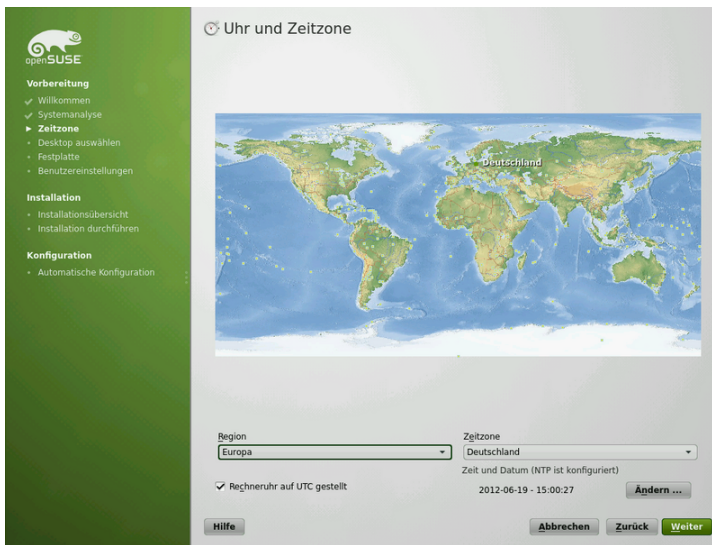 openSUSE
Vorbereitung
Willkommen
Systemanalyse
Zeitzone
Desktop auswählen
Festplatte
Benutzereinstellungen
Installation
Installationsübersicht
Installation durchführen
Konfiguration
Automatische Konfiguration
Uhr und Zeitzone
Deutschland
Region
Europa
Rechneruhr auf UTC gestellt
Zeitzone
Deutschland
Zeit und Datum (NTP ist konfiguriert)
2012-06-19 - 15:00:27
Ändern ...
Hilfe
Abbrechen
Zurück
Weiter